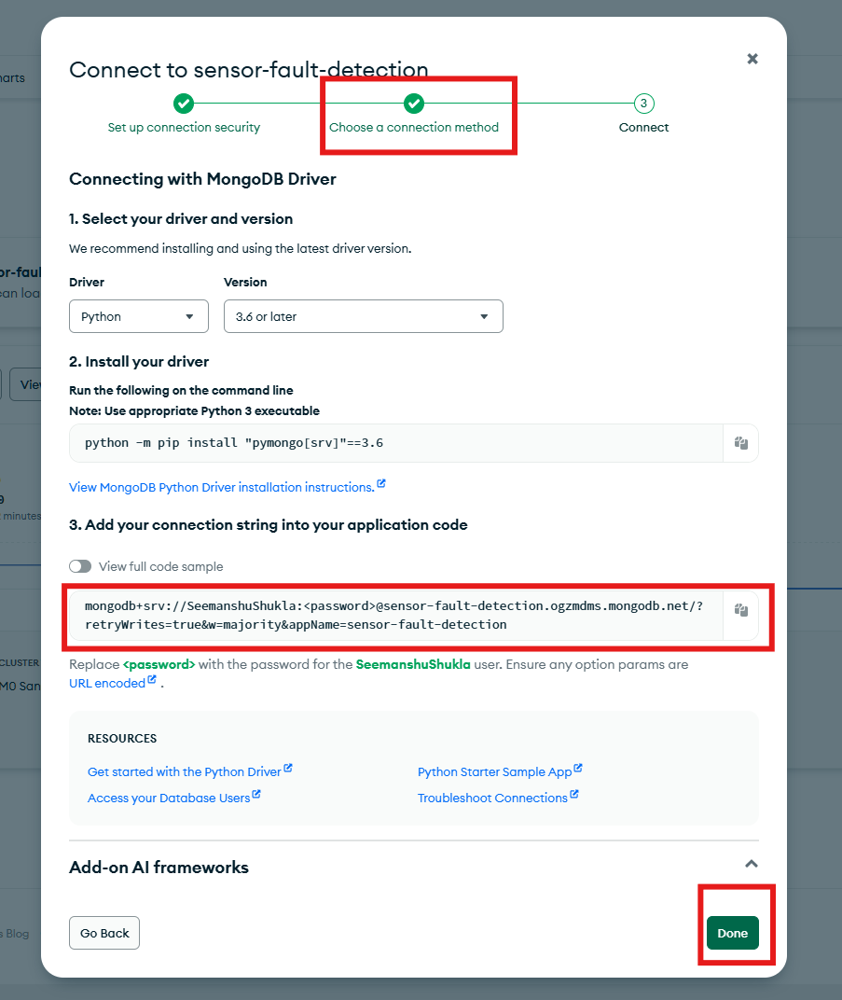 Connect to sensor-fault-detection
Set up connection security
Choose a connection method
3
Connect
Connecting with MongoDB Driver
1. Select your driver and version
We recommend installing and using the latest driver version.
Driver
Version
Python
3.6 or later
2. Install your driver
Run the following on the command line
Note: Use appropriate Python 3 executable
python -m pip install "pymongo[srv]"==3.6
View MongoDB Python Driver installation instructions.
3. Add your connection string into your application code
View full code sample
mongodb+srv://SeemanshuShukla:<password>@sensor-fault-detection.ogzmdms.mongodb.net/?
retryWrites=true&w=majority&appName=sensor-fault-detection
Replace <password> with the password for the SeemanshuShukla user. Ensure any option params are
URL encoded .
RESOURCES
Get started with the Python Driver
Python Starter Sample App
Access your Database Users
Troubleshoot Connections
Add-on AI frameworks
Go Back
Done
harts
or-faul
can loa
View
minutes
CLUSTER
M0 San
s Blog